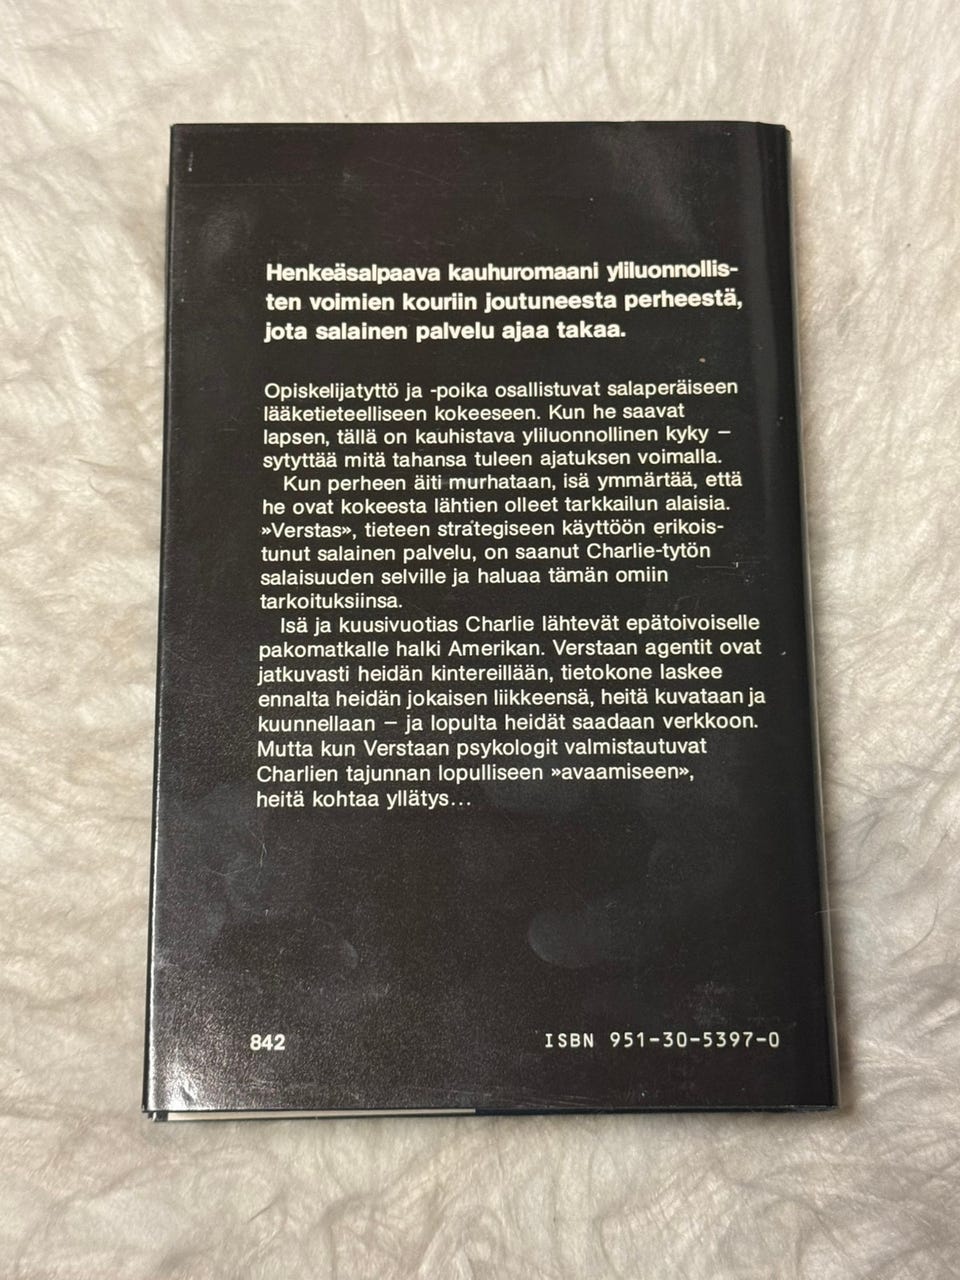 Henkeäsalpaava kauhuromaani yliluonnollis-
ten voimien kouriin joutuneesta perheestä,
jota salainen palvelu ajaa takaa.
Opiskelijatyttö ja -poika osallistuvat salaperäiseen
lääketieteelliseen kokeeseen. Kun he saavat
lapsen, tällä on kauhistava yliluonnollinen kyky –
sytyttää mitä tahansa tuleen ajatuksen voimalla.
Kun perheen äiti murhataan, isä ymmärtää, että
he ovat kokeesta lähtien olleet tarkkailun alaisia.
»Verstas», tieteen strategiseen käyttöön erikois-
tunut salainen palvelu, on saanut Charlie-tytön
salaisuuden selville ja haluaa tämän omiin
tarkoituksiinsa.
Isä ja kuusivuotias Charlie lähtevät epätoivoiselle
pakomatkalle halki Amerikan. Verstaan agentit ovat
jatkuvasti heidän kintereillään, tietokone laskee
ennalta heidän jokaisen liikkeensä, heitä kuvataan ja
kuunnellaan – ja lopulta heidät saadaan verkkoon.
Mutta kun Verstaan psykologit valmistautuvat
Charlien tajunnan lopulliseen »avaamiseen»,
heitä kohtaa yllätys...
842
ISBN 951-30-5397-0